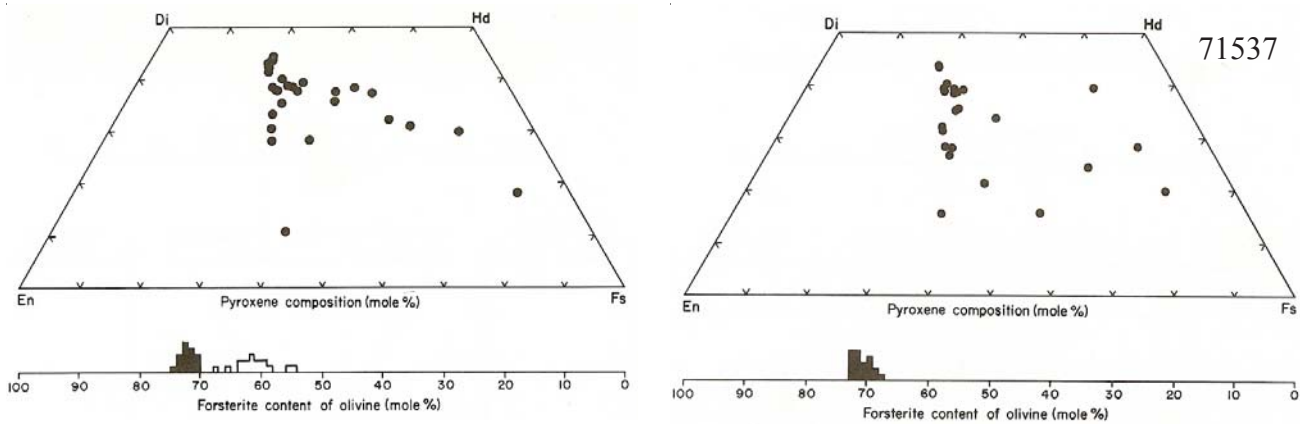 Di Hd
En Fs
Pyroxene composition (mole %)
100 90 80 70 60 50 40 30 20 10 0
Forsterite content of olivine (mole %)
Di Hd
71537
En Fs
Pyroxene composition (mole %)
100 90 80 70 60 50 40 30 20 10 0
Forsterite content of olivine (mole %)